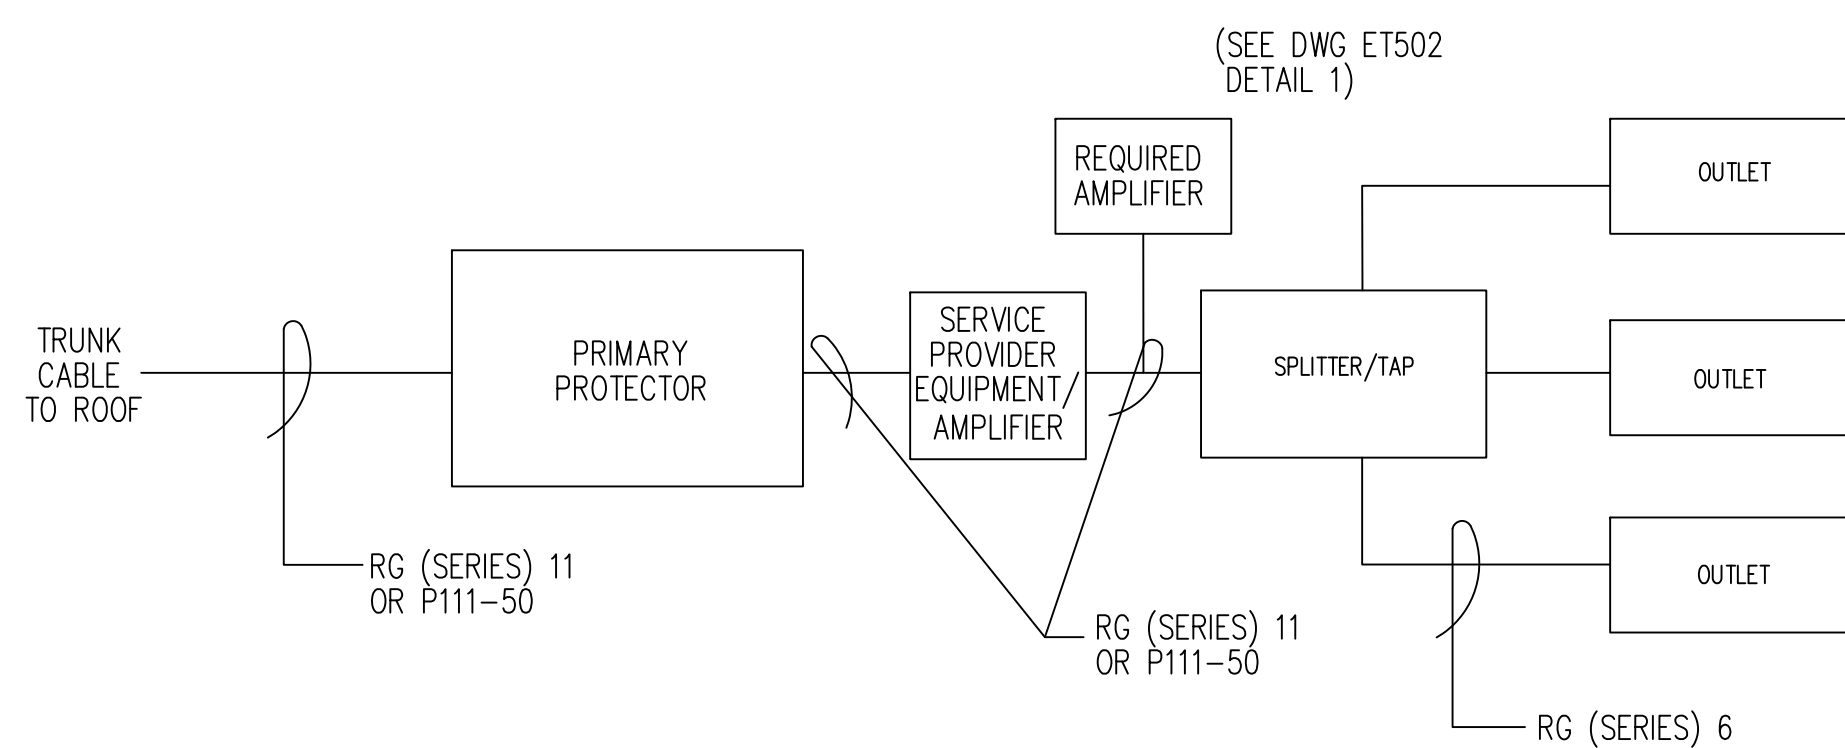 (SEE DWG ET502
DETAIL 1)
REQUIRED
AMPLIFIER
OUTLET
TRUNK
CABLE
TO ROOF
PRIMARY
PROTECTOR
SERVICE
PROVIDER
EQUIPMENT/
AMPLIFIER
SPLITTER/TAP
OUTLET
RG (SERIES) 11
OR P111-50
RG (SERIES) 11
OR P111-50
OUTLET
RG (SERIES) 6